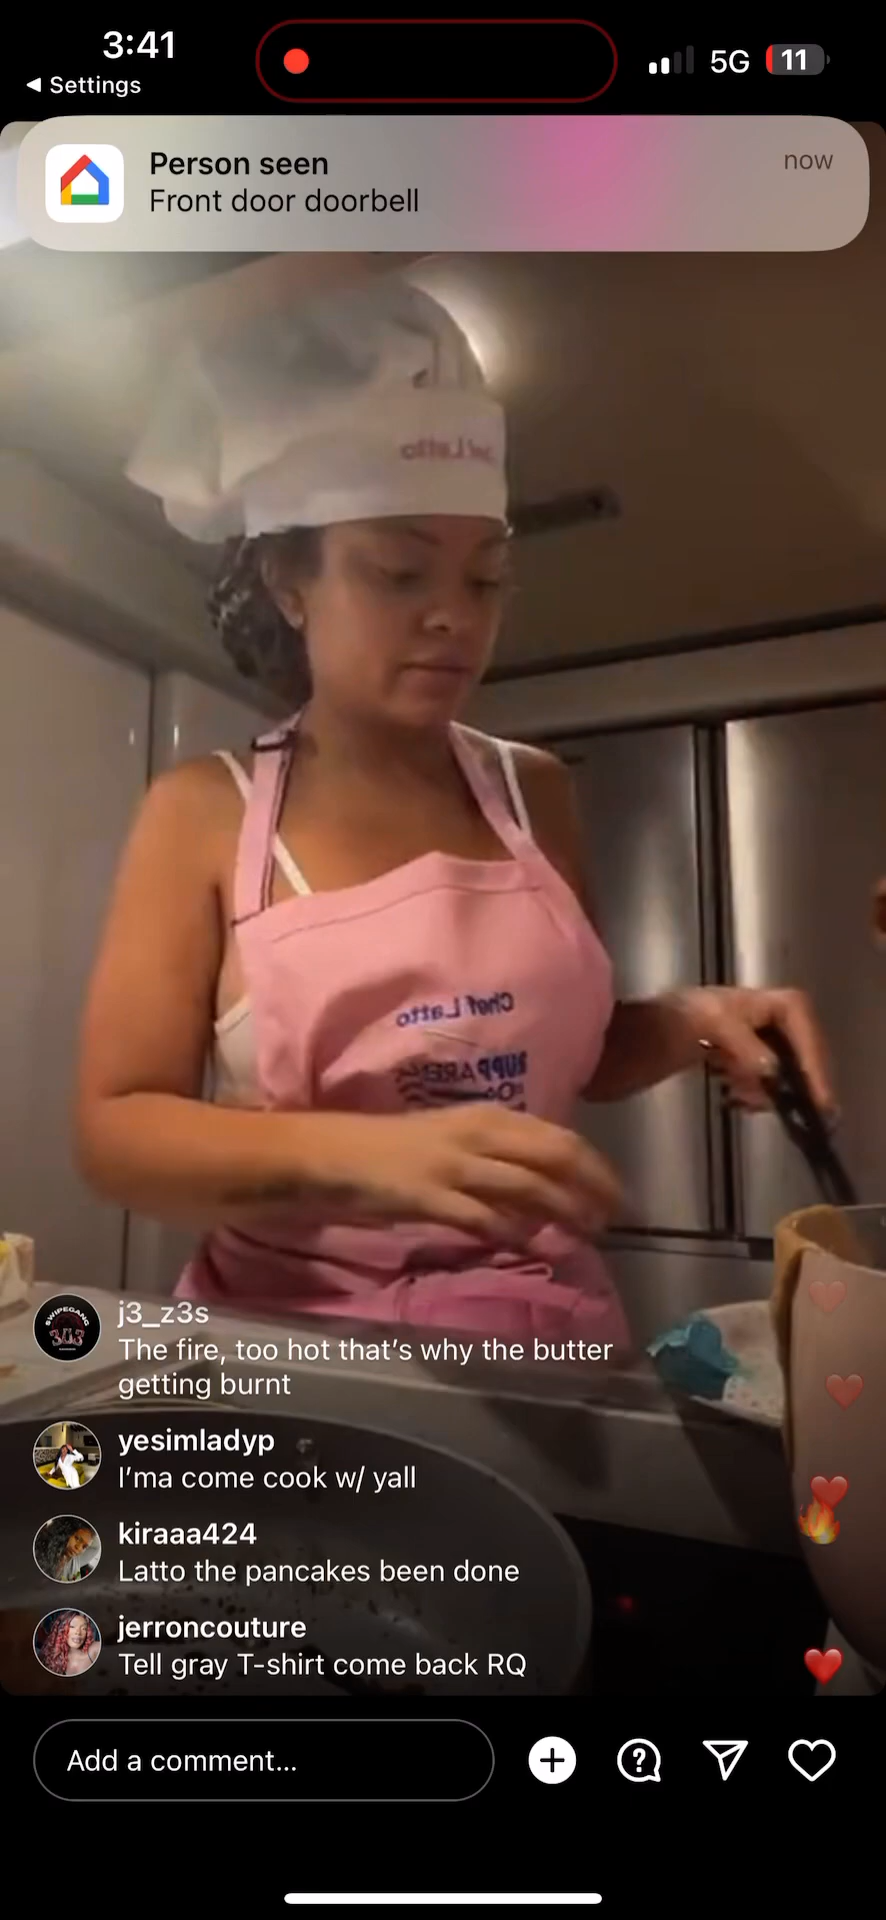 3:41
5G
11
Settings
Person seen
now
Front door doorbell
Chef Latto
j3_z3s
The fire, too hot that’s why the butter
getting burnt
yesimladyp
I’ma come cook w/ yall
kiraaa424
Latto the pancakes been done
jerroncouture
Tell gray T-shirt come back RQ
Add a comment...